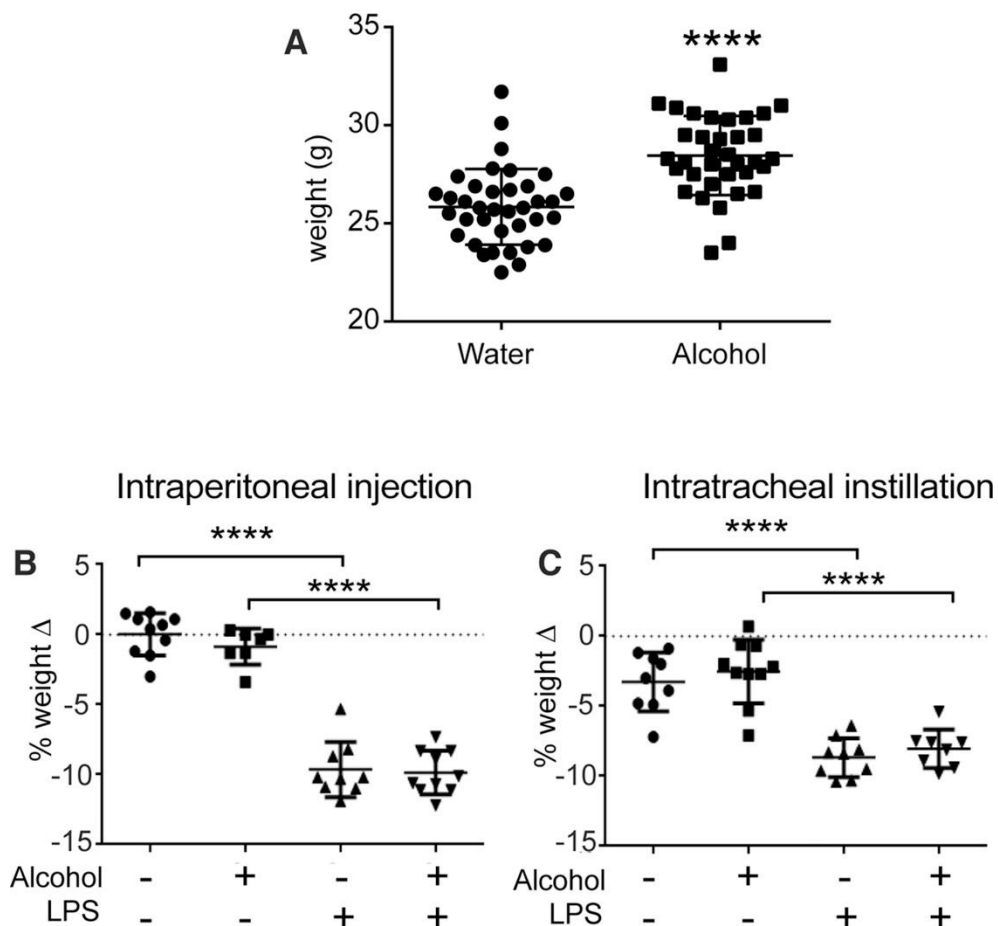 A
35
****
30
25
20
weight (g)
Water
Alcohol
Intraperitoneal injection
Intratracheal instillation
B
****
****
5
0
-5
-10
-15
% weight Δ
Alcohol - + - +
LPS - - + +
C
****
****
5
0
-5
-10
-15
% weight Δ
Alcohol - + - +
LPS - - + +